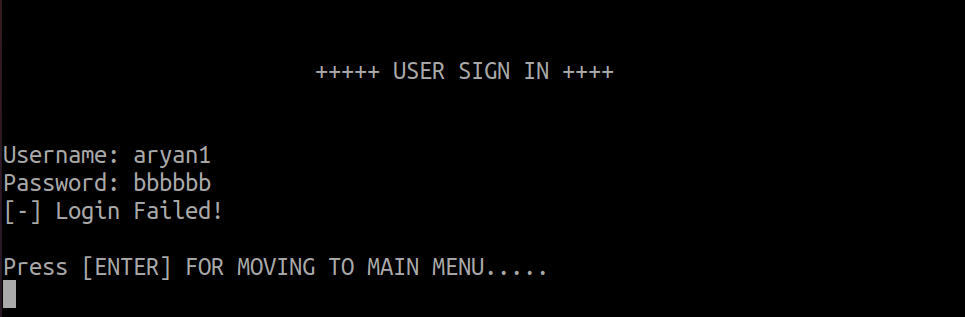 +++++ USER SIGN IN ++++
Username: aryan1
Password: bbbbbb
[-] Login Failed!
Press [ENTER] FOR MOVING TO MAIN MENU.....